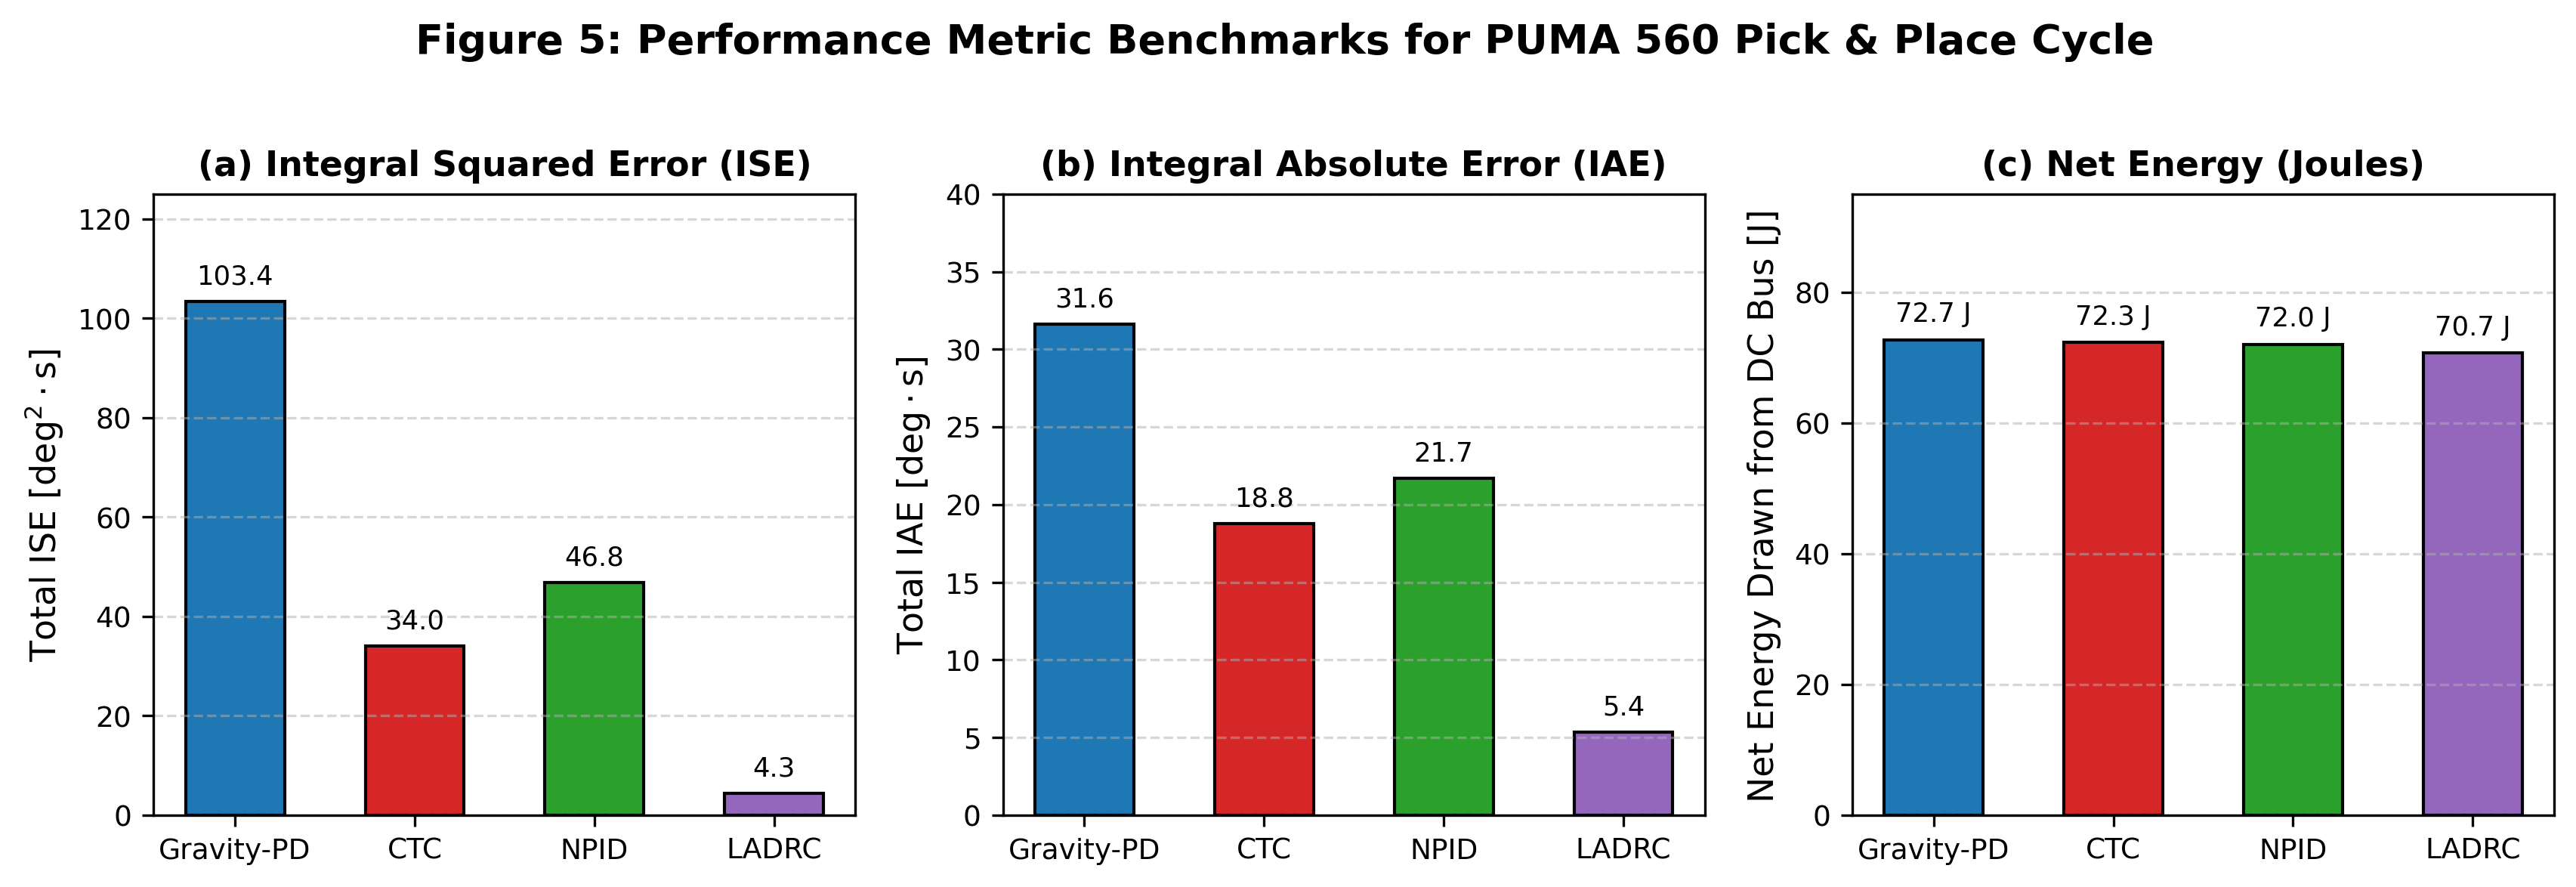 Figure 5: Performance Metric Benchmarks for PUMA 560 Pick & Place Cycle
(a) Integral Squared Error (ISE)
Total ISE [deg² · s]
120
100
80
60
40
20
0
103.4
34.0
46.8
4.3
Gravity-PD
CTC
NPID
LADRC
(b) Integral Absolute Error (IAE)
Total IAE [deg · s]
40
35
30
25
20
15
10
5
0
31.6
18.8
21.7
5.4
Gravity-PD
CTC
NPID
LADRC
(c) Net Energy (Joules)
Net Energy Drawn from DC Bus [J]
80
60
40
20
0
72.7 J
72.3 J
72.0 J
70.7 J
Gravity-PD
CTC
NPID
LADRC